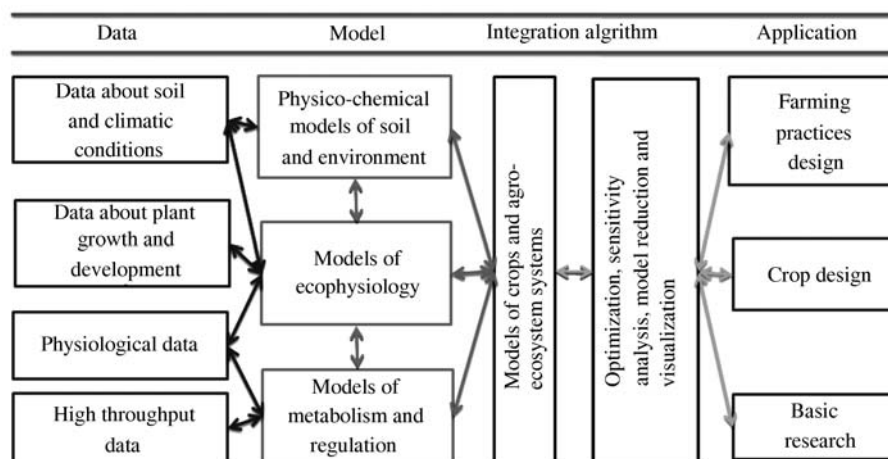 Data
Model
Integration algrithm
Application
Data about soil
and climatic
conditions
Data about plant
growth and
development
Physiological data
High throughput
data
Physico-chemical
models of soil
and environment
Models of
ecophysiology
Models of
metabolism and
regulation
Models of crops and agro-
ecosystem systems
Optimization, sensitivity
analysis, model reduction and
visualization
Farming
practices
design
Crop design
Basic
research